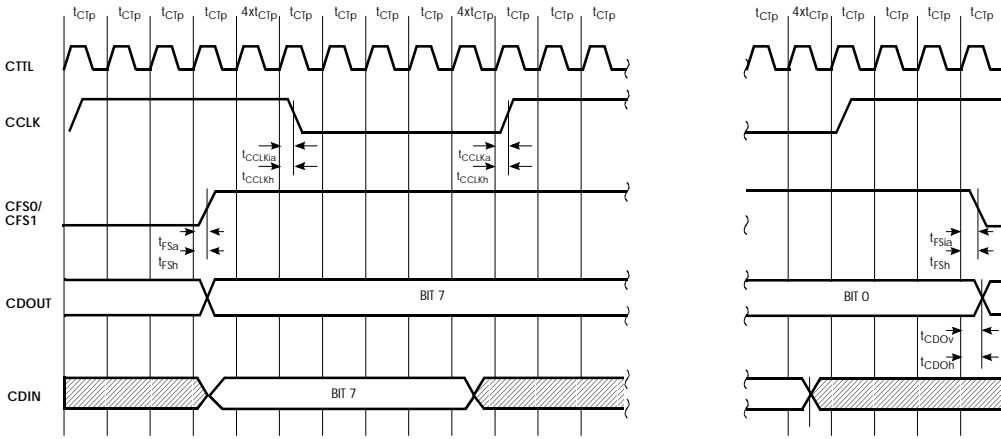 tCTp tCTp tCTp tCTp 4xtCTp tCTp tCTp tCTp tCTp 4xtCTp tCTp tCTp tCTp tCTp 4xtCTp tCTp tCTp tCTp tCTp
CTTL
CCLK
tCCLKia tCCLKa
tCCLKh tCCLKh
CFS0/
CFS1
tFSa tFSia
tFSh tFSh
CDOUT BIT 7 BIT 0
tCDOv
tCDOh
CDIN BIT 7